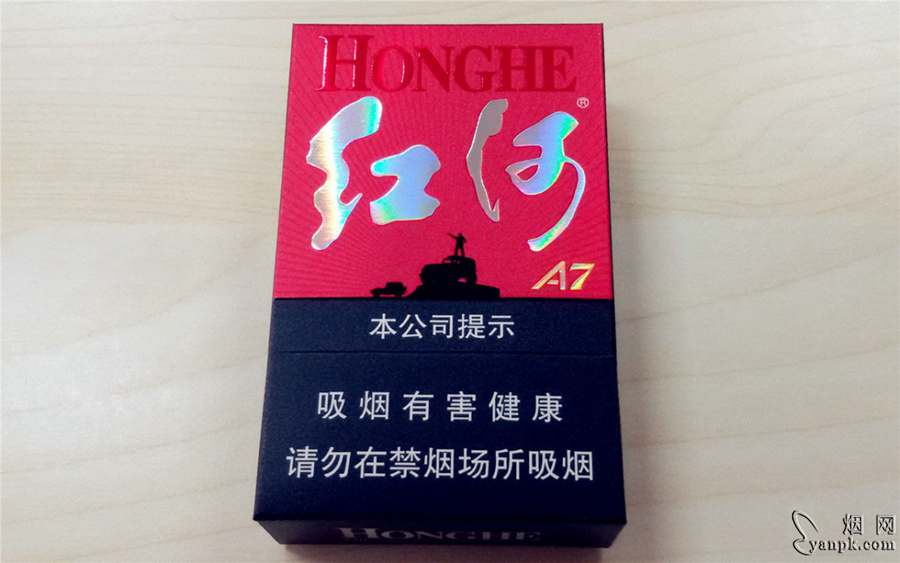 HONGHE
红河®
A7
本公司提示
吸烟有害健康
请勿在禁烟场所吸烟
HONGHE
烟网
yanpk.com